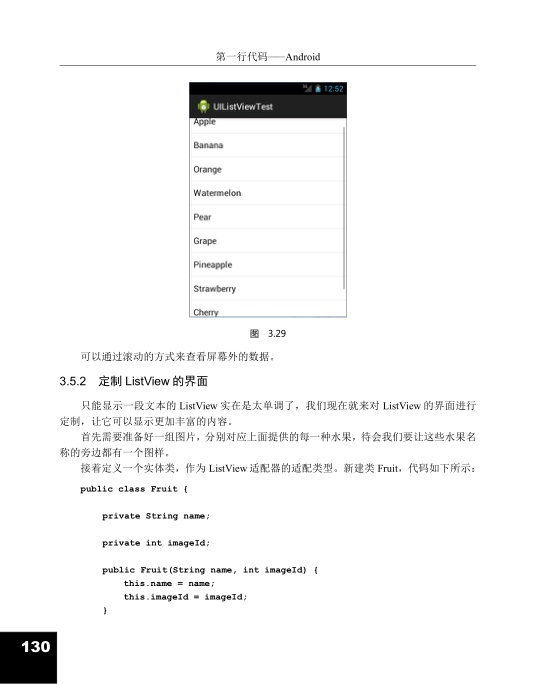 第一行代码——Android
12:52
UIListViewTest
Apple
Banana
Orange
Watermelon
Pear
Grape
Pineapple
Strawberry
Cherry
图 3.29
可以通过滚动的方式来查看屏幕外的数据。
3.5.2 定制 ListView 的界面
只能显示一段文本的 ListView 实在是太单调了，我们现在就来对 ListView 的界面进行
定制，让它可以显示更加丰富的内容。
首先需要准备好一组图片，分别对应上面提供的每一种水果，待会我们要让这些水果名
称的旁边都有一个图样。
接着定义一个实体类，作为 ListView 适配器的适配类型。新建类 Fruit，代码如下所示：
public class Fruit {
private String name;
private int imageId;
public Fruit(String name, int imageId) {
this.name = name;
this.imageId = imageId;
}
130